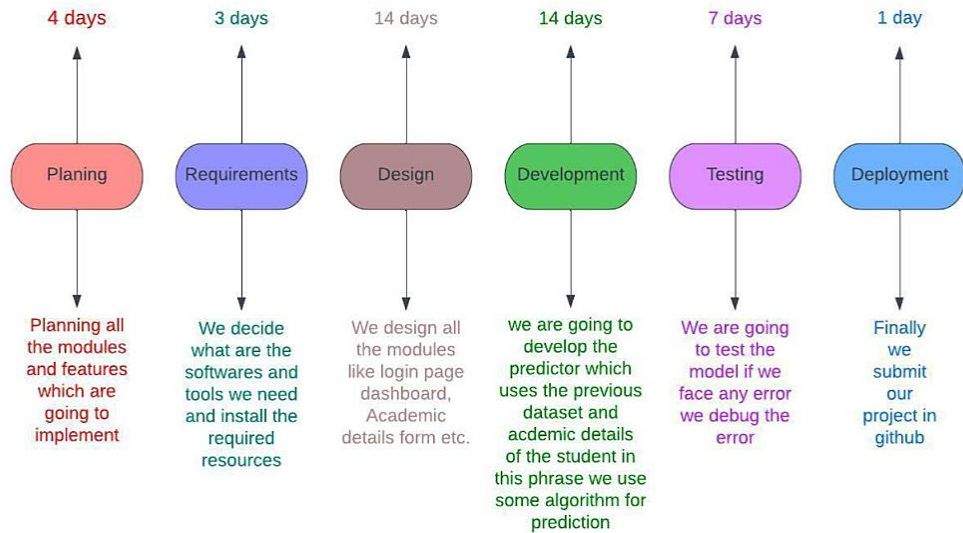 4 days
3 days
14 days
14 days
7 days
1 day
Planing
Requirements
Design
Development
Testing
Deployment
Planning all
the modules
and features
which are
going to
implement
We decide
what are the
softwares and
tools we need
and install the
required
resources
We design all
the modules
like login page
dashboard,
Academic
details form etc.
we are going to
develop the
predictor which
uses the previous
dataset and
acdemic details
of the student in
this phrase we use
some algorithm for
prediction
We are going
to test the
model if we
face any error
we debug the
error
Finally
we
submit
our
project in
github